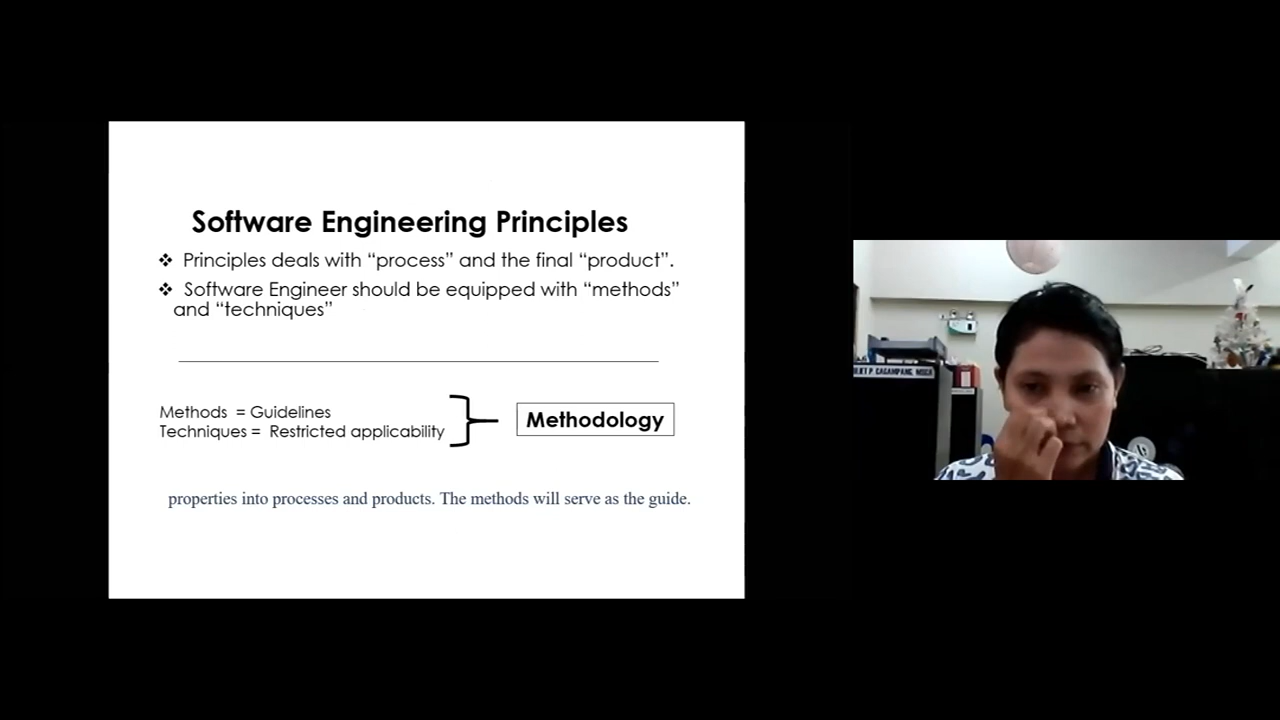 Software Engineering Principles
❖ Principles deals with “process” and the final “product”.
❖ Software Engineer should be equipped with “methods”
and “techniques”
Methods = Guidelines
Techniques = Restricted applicability
Methodology
properties into processes and products. The methods will serve as the guide.
P. CAGAMPANG,